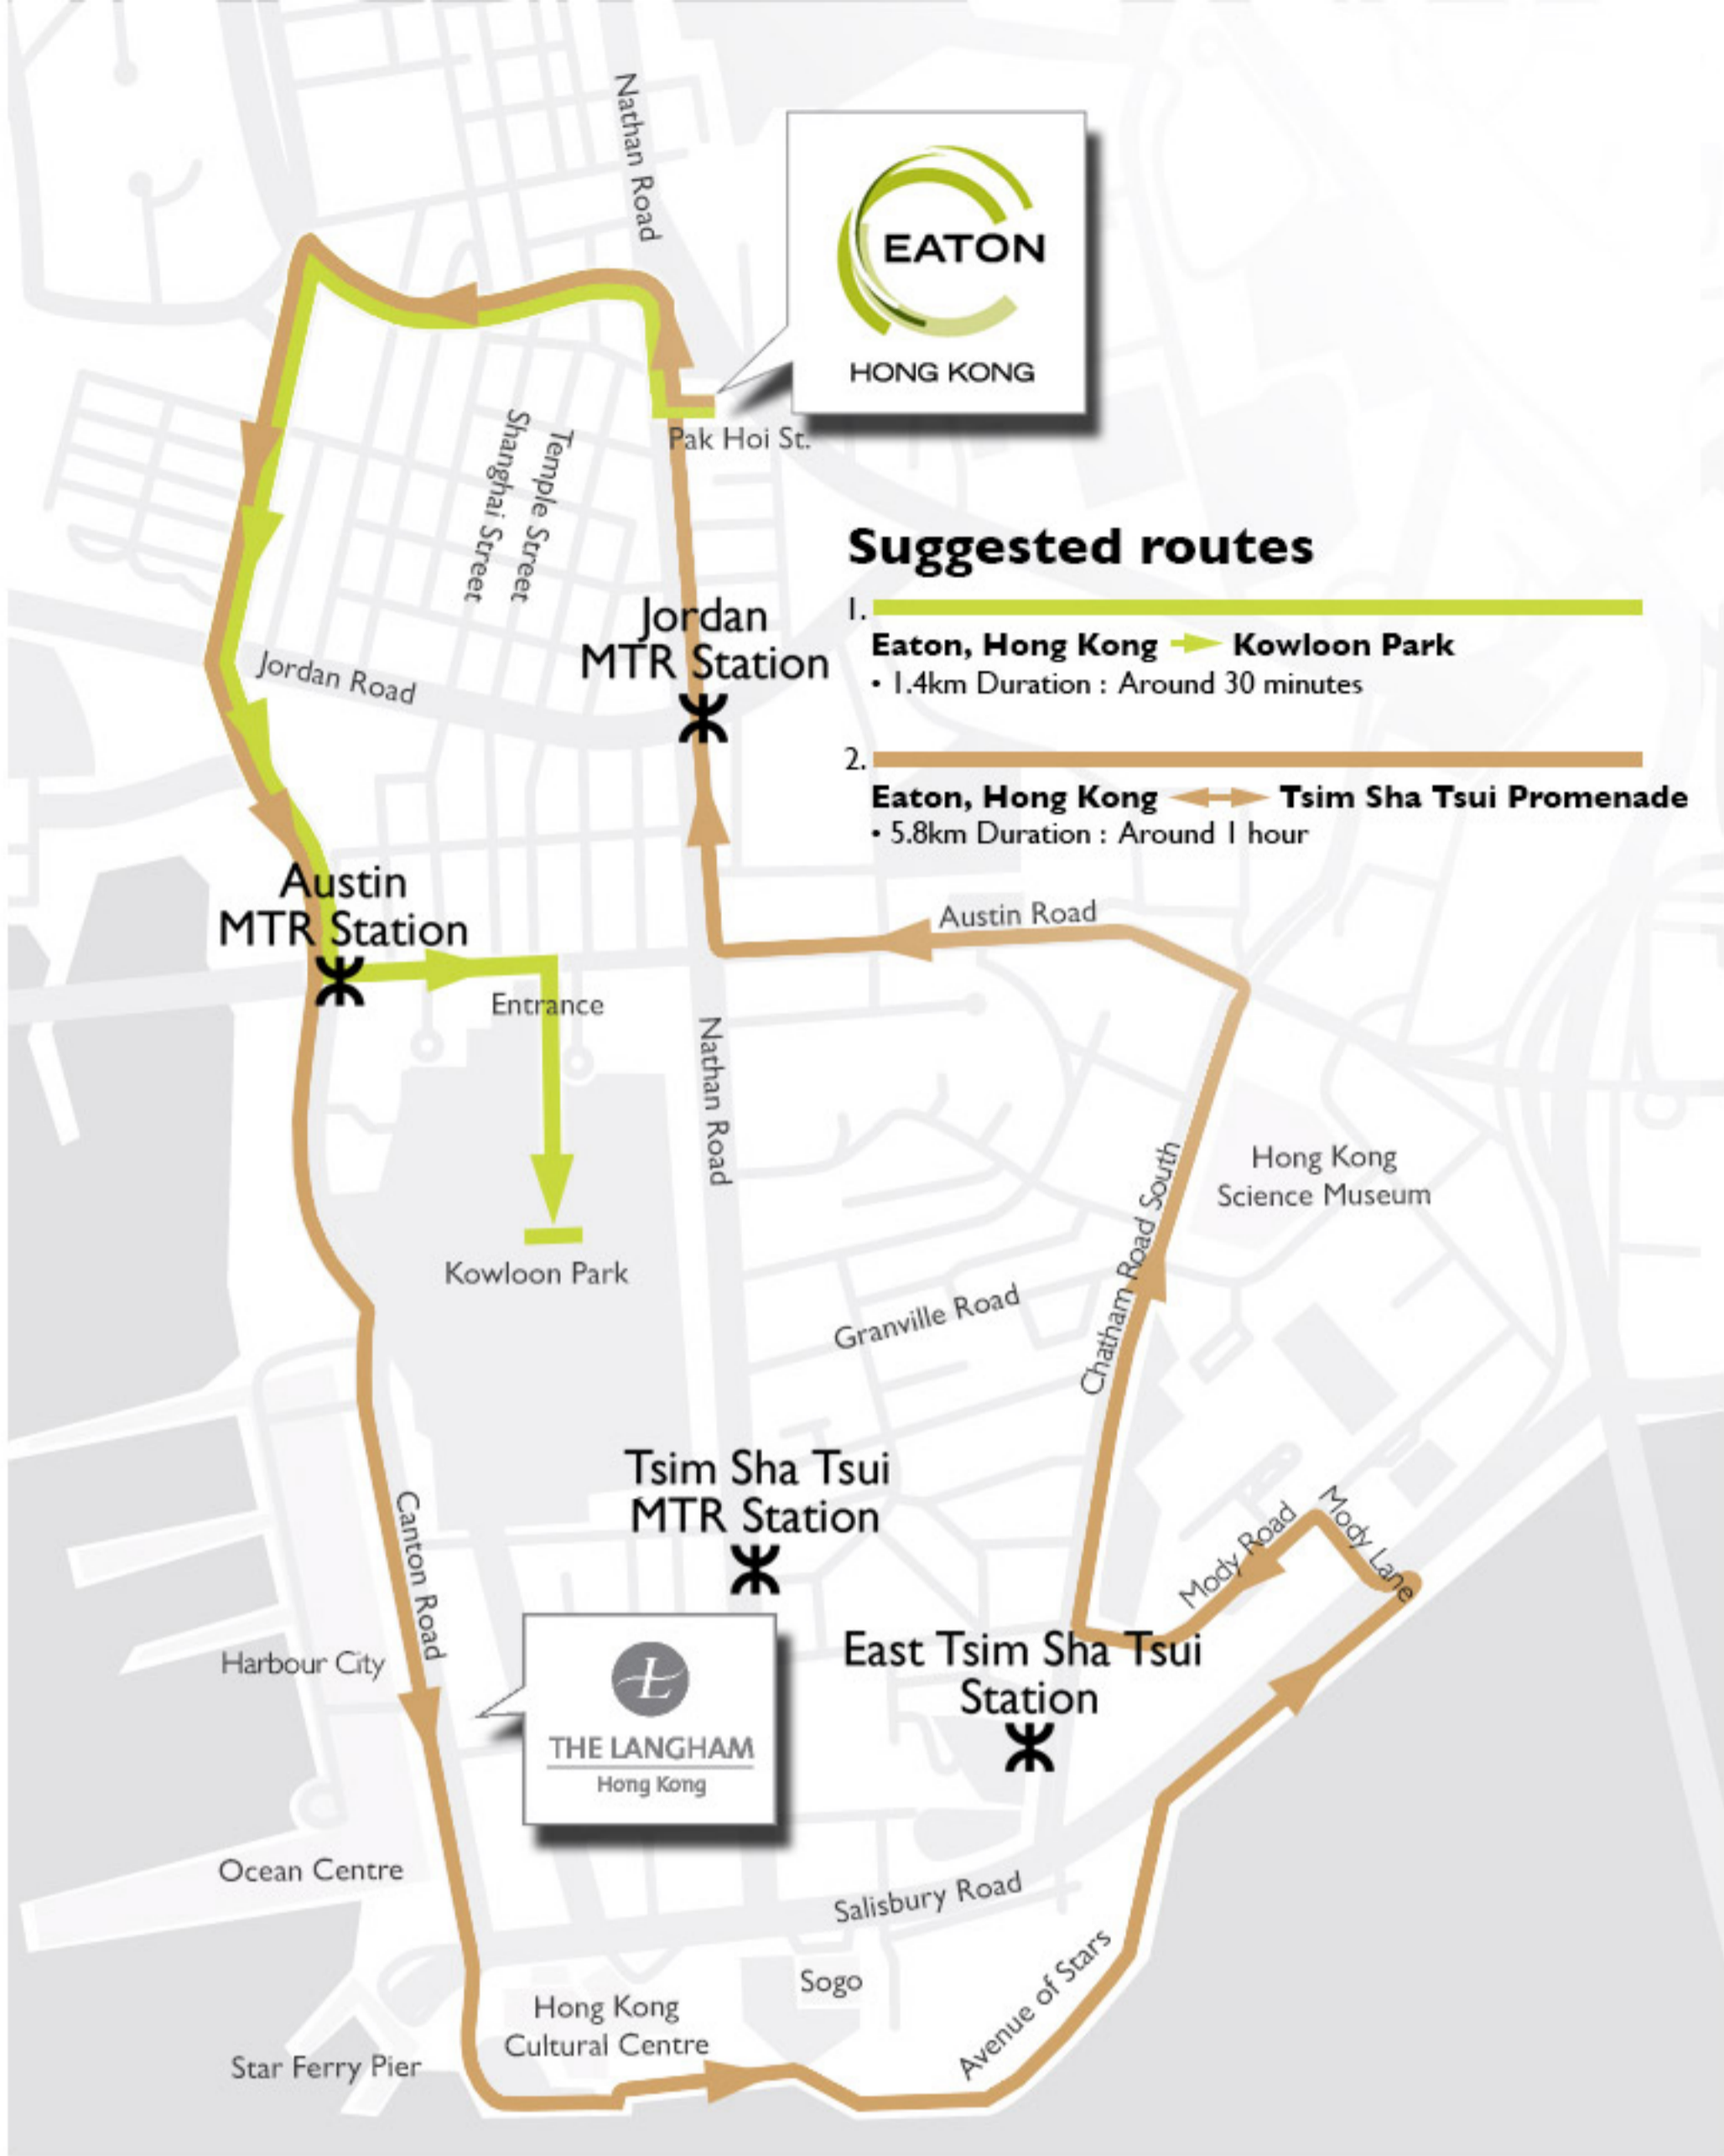 Nathan Road
EATON
HONG KONG
Pak Hoi St.
Temple Street
Shanghai Street
Suggested routes
1.
Eaton, Hong Kong Kowloon Park
• 1.4km Duration : Around 30 minutes
2.
Eaton, Hong Kong Tsim Sha Tsui Promenade
• 5.8km Duration : Around 1 hour
Jordan
MTR Station
Jordan Road
Austin
MTR Station
Austin Road
Entrance
Nathan Road
Hong Kong
Science Museum
Chatham Road South
Kowloon Park
Granville Road
Tsim Sha Tsui
MTR Station
Canton Road
Mody Road
Mody Lane
Harbour City
East Tsim Sha Tsui
Station
L
THE LANGHAM
Hong Kong
Ocean Centre
Salisbury Road
Sogo
Avenue of Stars
Hong Kong
Cultural Centre
Star Ferry Pier